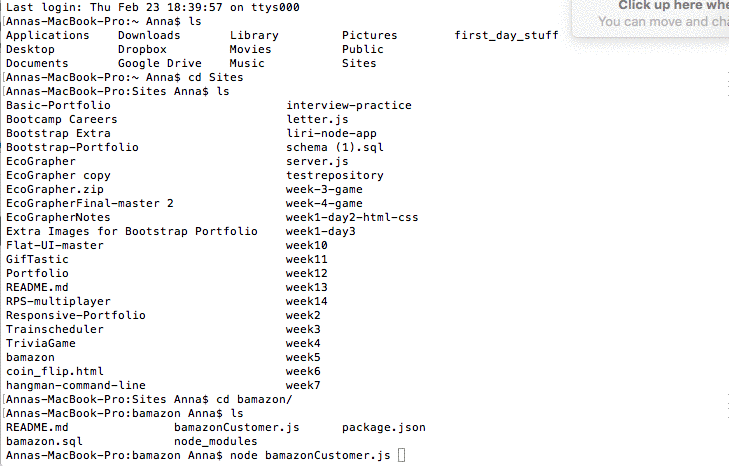 Last login: Thu Feb 23 18:39:57 on ttys000
Click up here whe
You can move and cha
[Annas-MacBook-Pro:~ Anna$ ls
Applications Downloads Library Pictures first_day_stuff
Desktop Dropbox Movies Public
Documents Google Drive Music Sites
[Annas-MacBook-Pro:~ Anna$ cd Sites
[Annas-MacBook-Pro:Sites Anna$ ls
Basic-Portfolio interview-practice
Bootcamp Careers letter.js
Bootstrap Extra liri-node-app
Bootstrap-Portfolio schema (1).sql
EcoGrapher server.js
EcoGrapher copy testrepository
EcoGrapher.zip week-3-game
EcoGrapherFinal-master 2 week-4-game
EcoGrapherNotes week1-day2-html-css
Extra Images for Bootstrap Portfolio week1-day3
Flat-UI-master week10
GifTastic week11
Portfolio week12
README.md week13
RPS-multiplayer week14
Responsive-Portfolio week2
Trainscheduler week3
TriviaGame week4
bamazon week5
coin_flip.html week6
hangman-command-line week7
[Annas-MacBook-Pro:Sites Anna$ cd bamazon/
[Annas-MacBook-Pro:bamazon Anna$ ls
README.md bamazonCustomer.js package.json
bamazon.sql node_modules
Annas-MacBook-Pro:bamazon Anna$ node bamazonCustomer.js